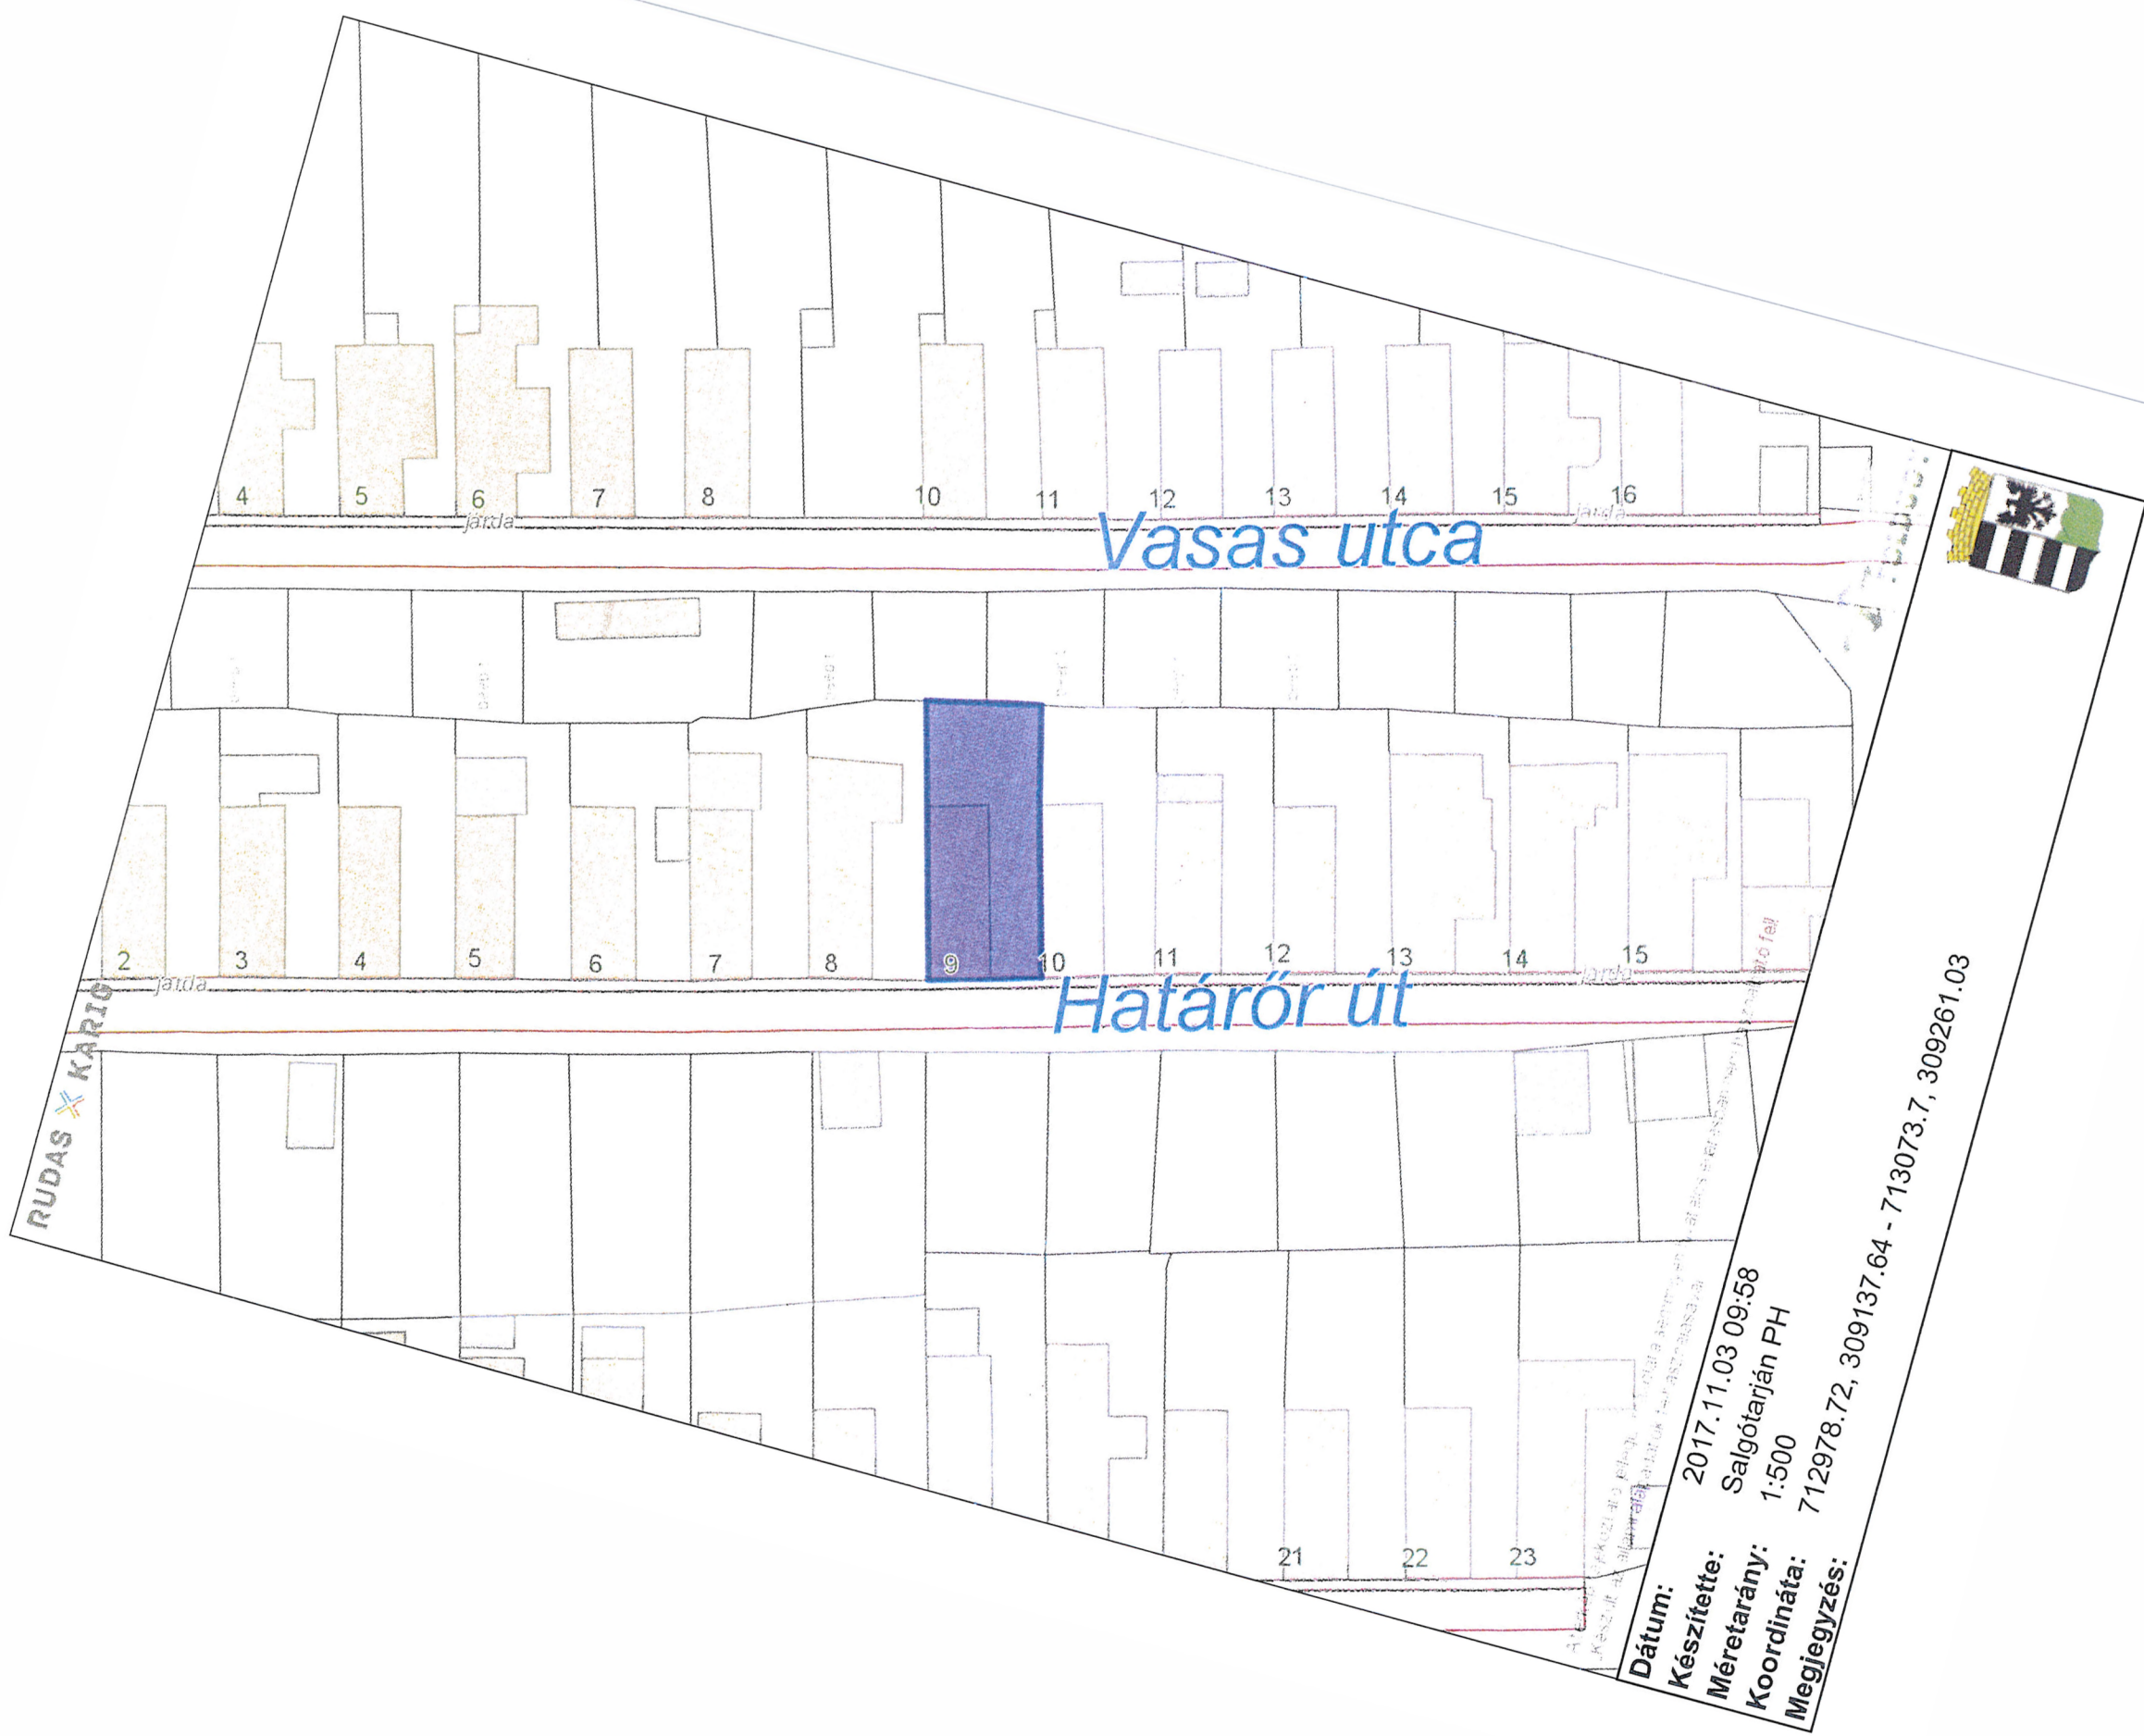 4 5 6 7 8 10 11 12 13 14 15 16
járda járda
Vasas utca
2 3 4 5 6 7 8 9 10 11 12 13 14 15
járda járda
Határőr út
21 22 23
RUDAS KARIG
Dátum: 2017.11.03 09:58
Készítette: Salgótarján PH
Méretarány: 1:500
Koordináta: 712978.72, 309137.64 - 713073.7, 309261.03
Megjegyzés: